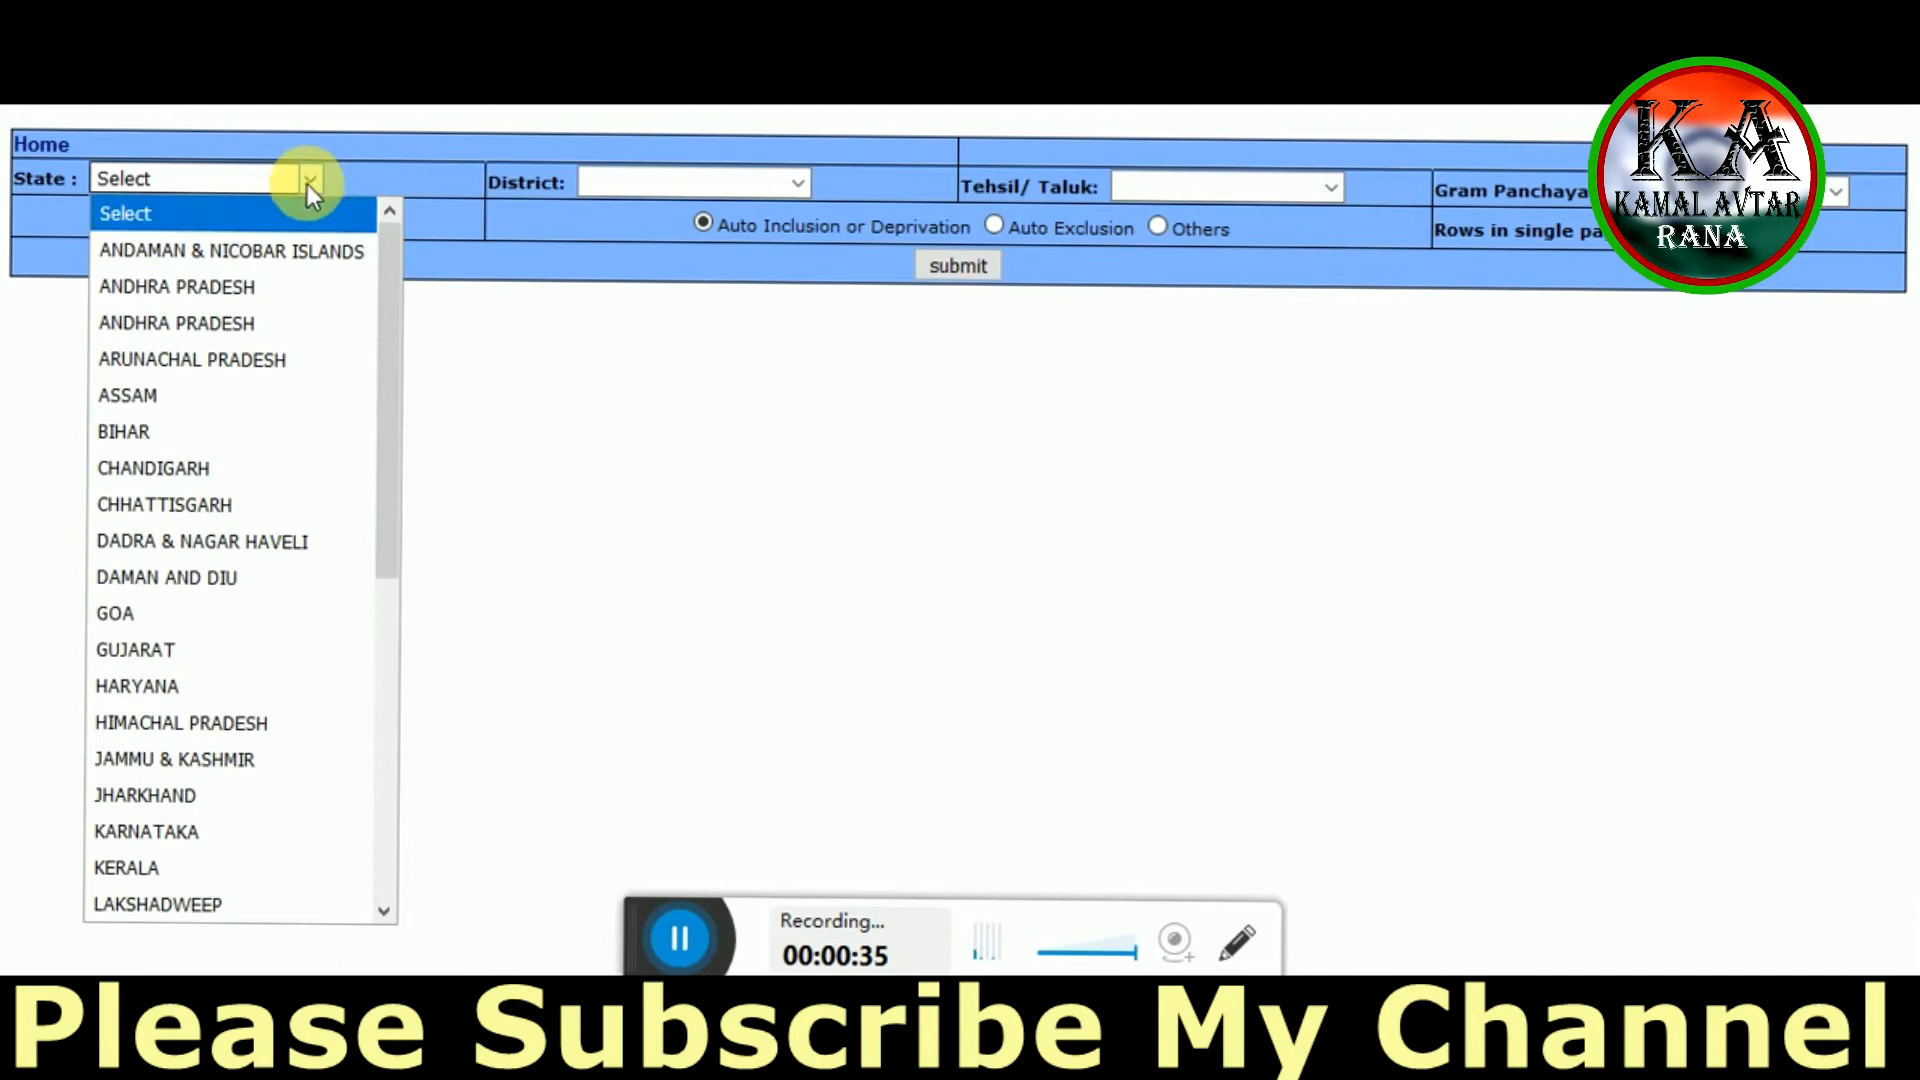 Home
State : Select District: Tehsil/ Taluk: Gram Panchaya
Auto Inclusion or Deprivation Auto Exclusion Others Rows in single pa
submit
Select
ANDAMAN & NICOBAR ISLANDS
ANDHRA PRADESH
ANDHRA PRADESH
ARUNACHAL PRADESH
ASSAM
BIHAR
CHANDIGARH
CHHATTISGARH
DADRA & NAGAR HAVELI
DAMAN AND DIU
GOA
GUJARAT
HARYANA
HIMACHAL PRADESH
JAMMU & KASHMIR
JHARKHAND
KARNATAKA
KERALA
LAKSHADWEEP
KA
KAMAL AVTAR
RANA
Recording...
00:00:35
Please Subscribe My Channel